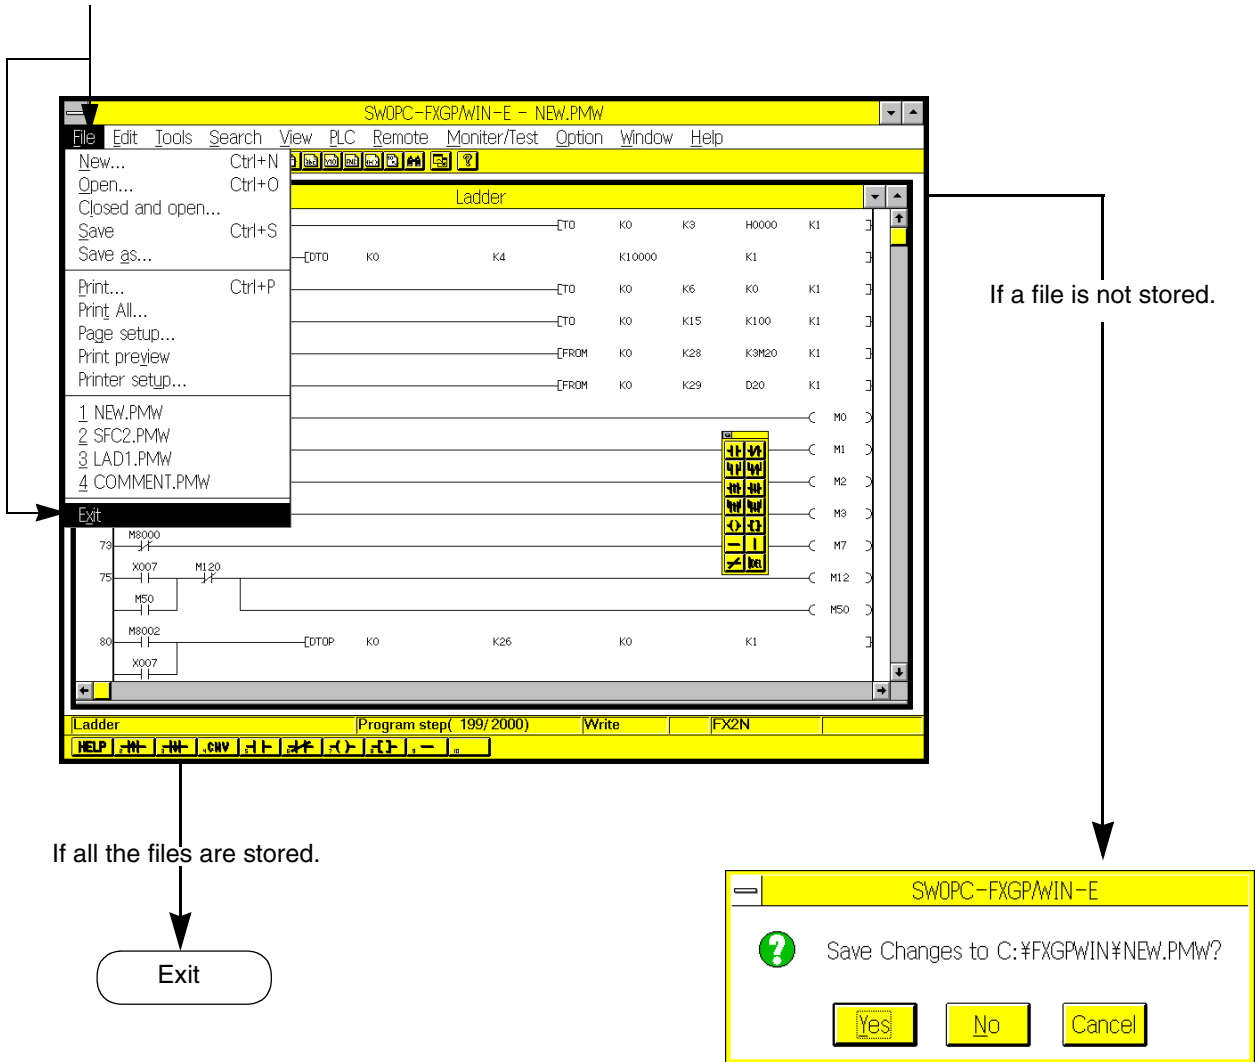 SW0PC-FXGP/WIN-E - NEW.PMW
File Edit Tools Search View PLC Remote Moniter/Test Option Window Help
New... Ctrl+N
Open... Ctrl+O
Closed and open...
Save Ctrl+S
Save as...
Print... Ctrl+P
Print All...
Page setup...
Print preview
Printer setup...
1 NEW.PMW
2 SFC2.PMW
3 LAD1.PMW
4 COMMENT.PMW
Exit
Ladder
[TO K0 K3 H0000 K1 ]
[DTO K0 K4 K10000 K1 ]
[TO K0 K6 K0 K1 ]
[TO K0 K15 K100 K1 ]
[FROM K0 K28 K3M20 K1 ]
[FROM K0 K29 D20 K1 ]
( M0 )
( M1 )
( M2 )
( M3 )
M8000
73 ( M7 )
X007 M120
75 ( M12 )
M50
( M50 )
M8002
80 [DTOP K0 K26 K0 K1 ]
X007
DEL
Ladder Program step( 199/2000) Write FX2N
HELP CNV
If a file is not stored.
If all the files are stored.
Exit
SW0PC-FXGP/WIN-E
Save Changes to C:¥FXGPWIN¥NEW.PMW?
Yes No Cancel